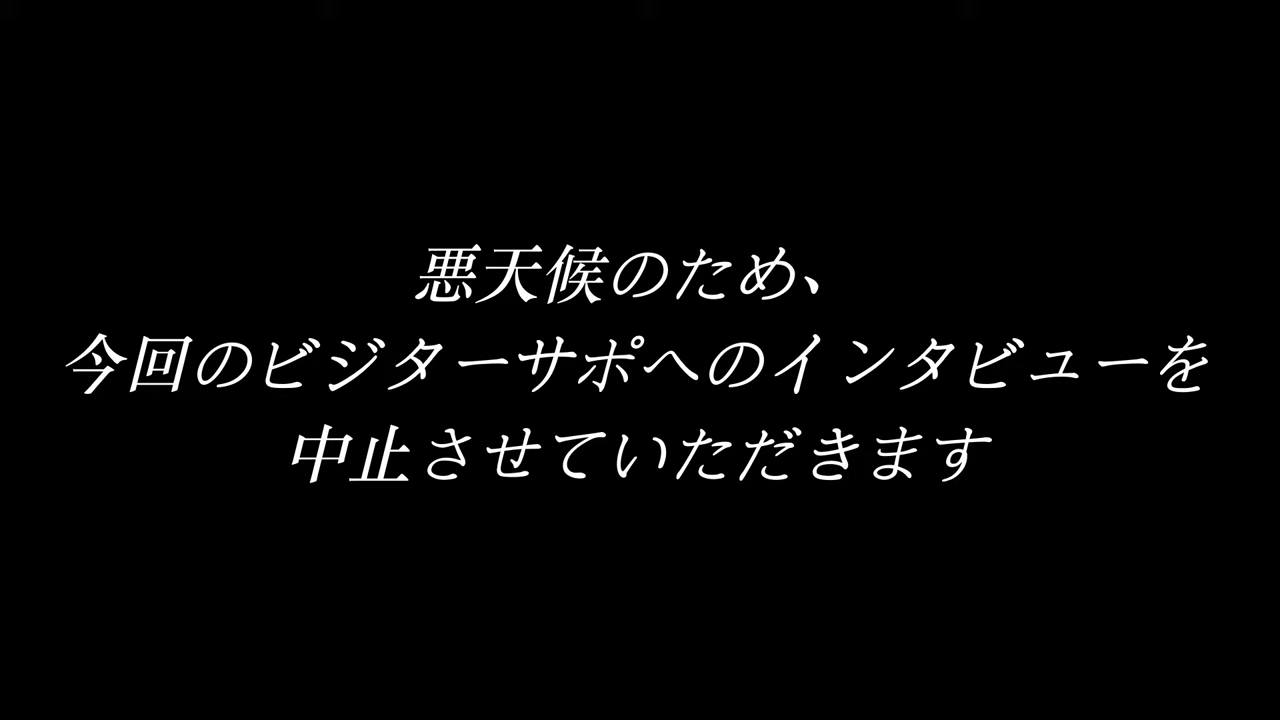 悪天候のため、
今回のビジターサポへのインタビューを
中止させていただきます